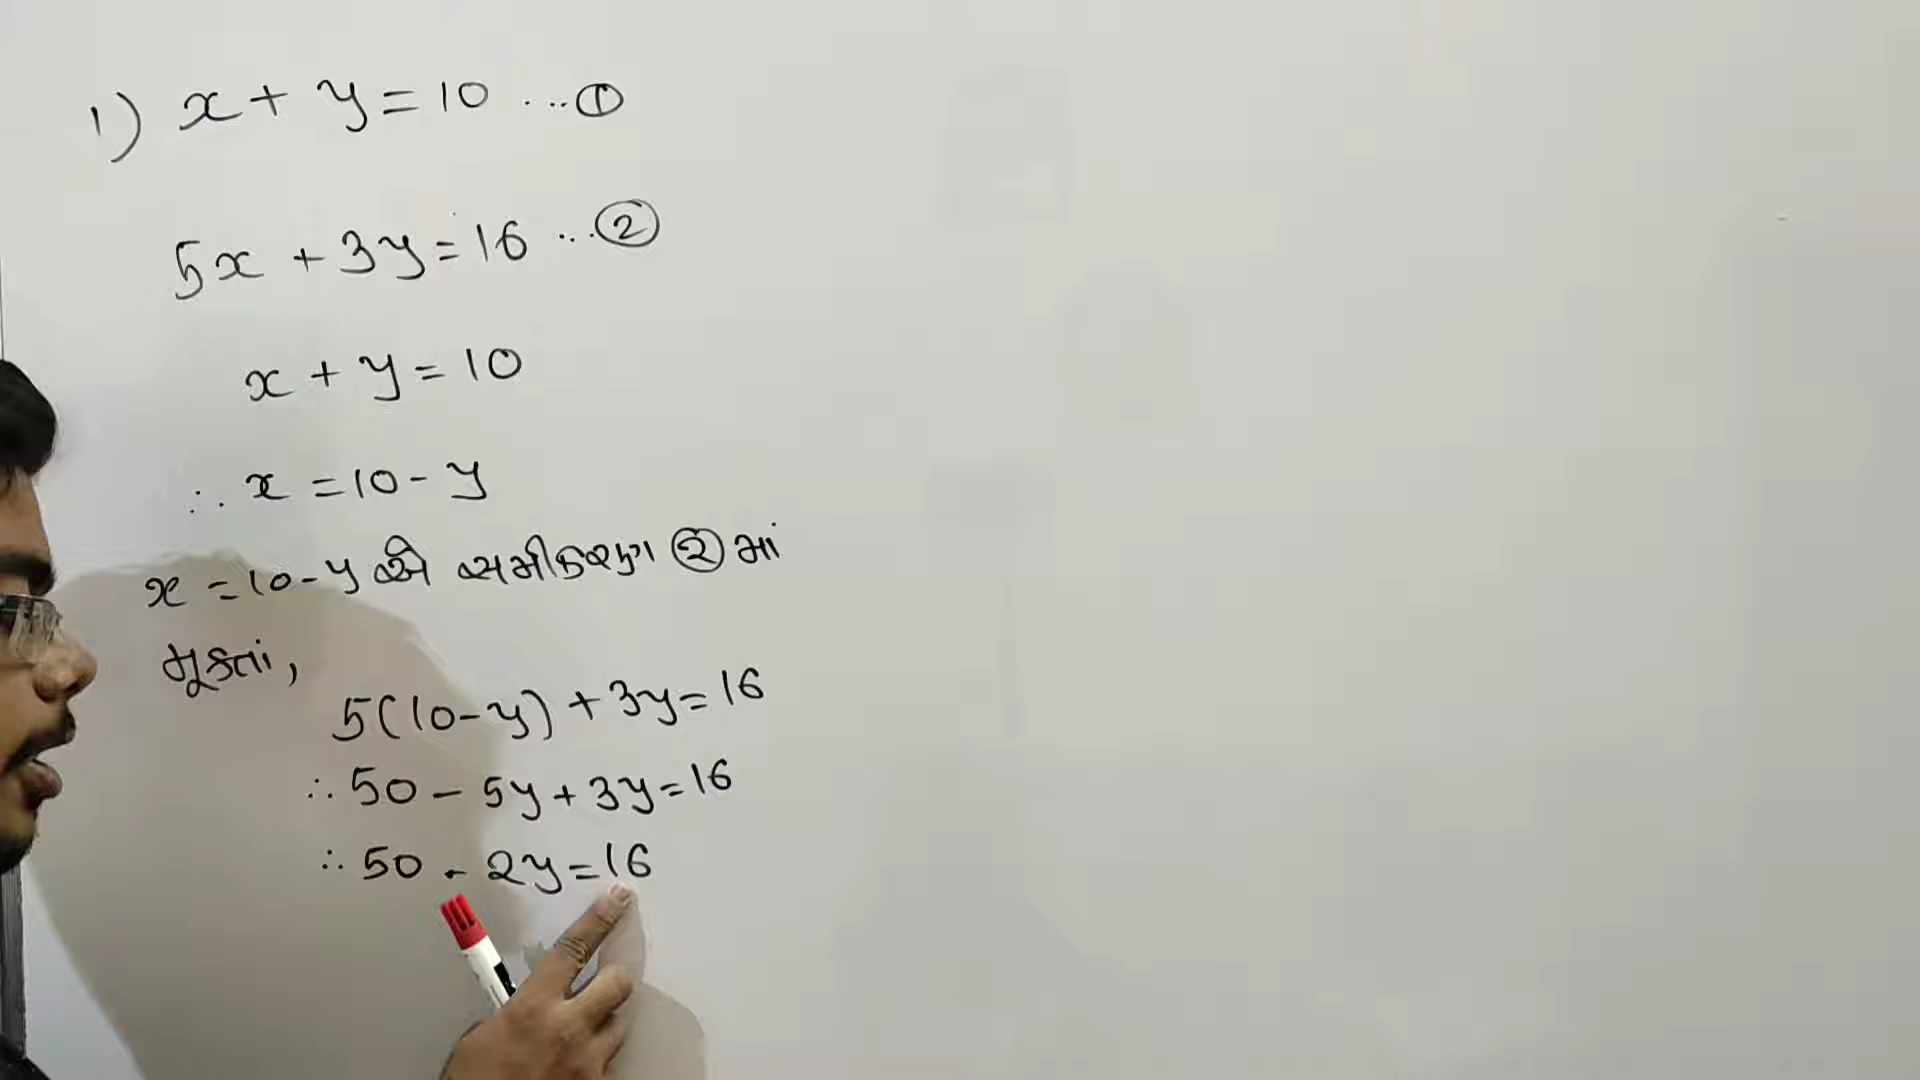 1) x + y = 10 ... ①
5x + 3y = 16 ... ②
x + y = 10
∴ x = 10 - y
x = 10 - y એ સમીકરણ ② માં
મૂકતાં,
5(10-y) + 3y = 16
∴ 50 - 5y + 3y = 16
∴ 50 - 2y = 16